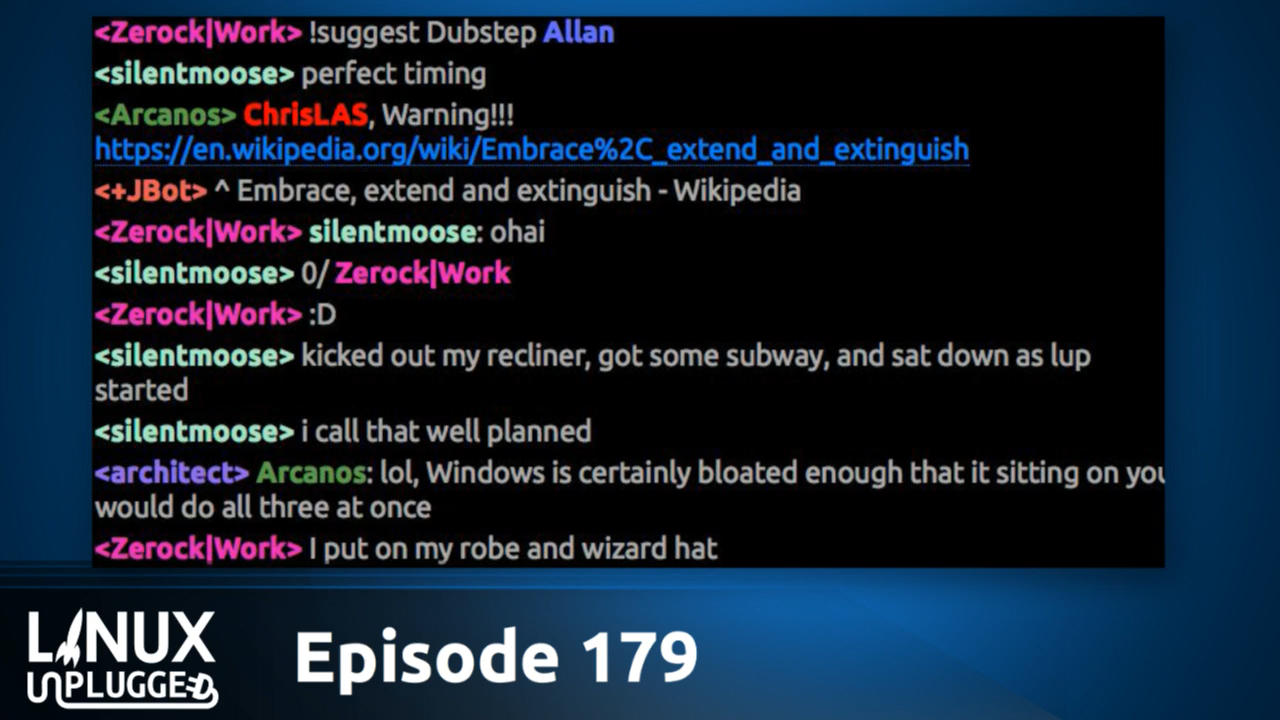 <Zerock|Work> !suggest Dubstep Allan
<silentmoose> perfect timing
<Arcanos> ChrisLAS, Warning!!!
https://en.wikipedia.org/wiki/Embrace%2C_extend_and_extinguish
<+JBot> ^ Embrace, extend and extinguish - Wikipedia
<Zerock|Work> silentmoose: ohai
<silentmoose> 0/ Zerock|Work
<Zerock|Work> :D
<silentmoose> kicked out my recliner, got some subway, and sat down as lup
started
<silentmoose> i call that well planned
<architect> Arcanos: lol, Windows is certainly bloated enough that it sitting on you
would do all three at once
<Zerock|Work> I put on my robe and wizard hat
LINUX
UNPLUGGED
Episode 179